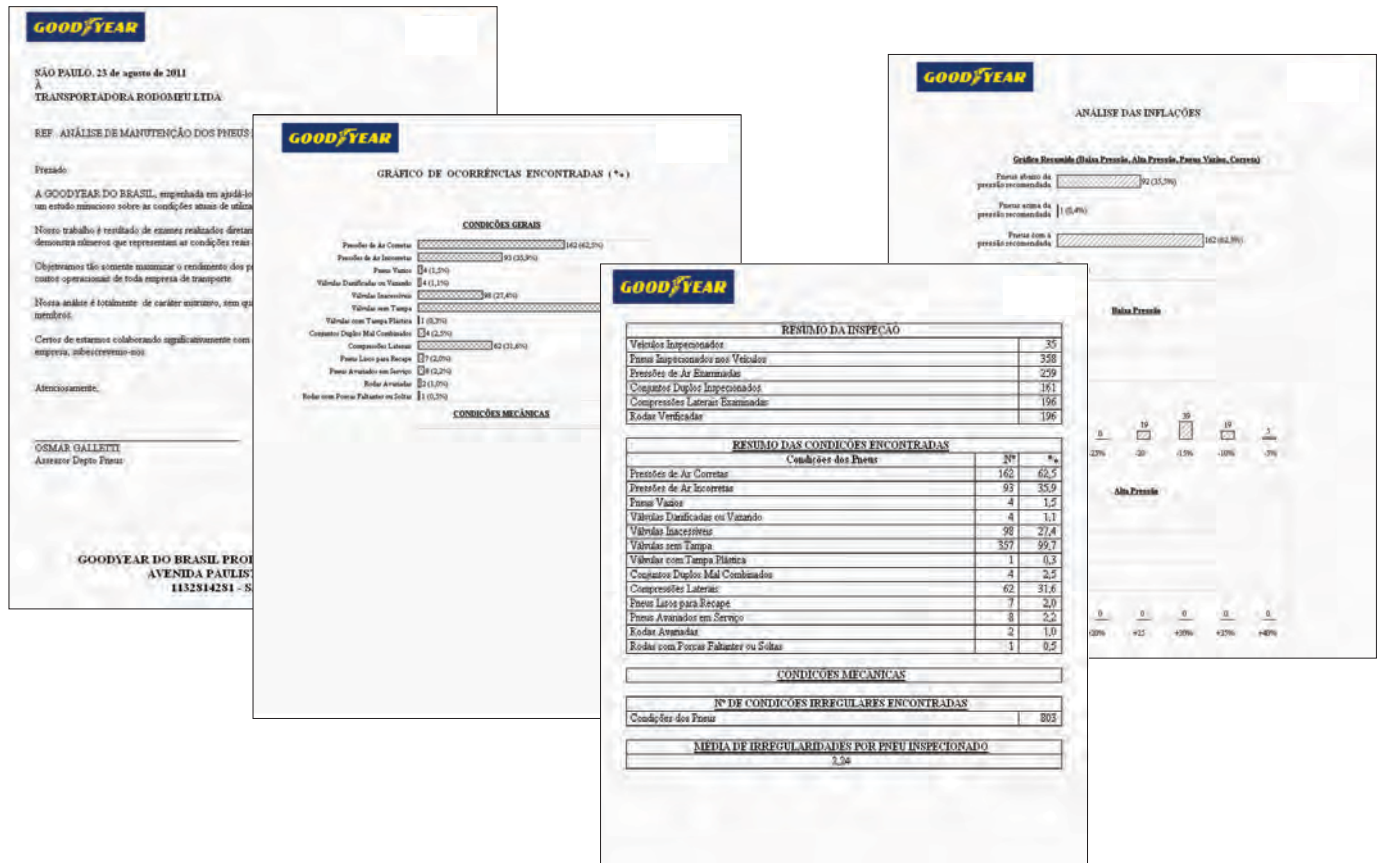 GOODYEAR
SÃO PAULO, 23 de agosto de 2011
À
TRANSPORTADORA RODOMEU LTDA
REF. ANÁLISE DE MANUTENÇÃO DOS PNEUS
Prezado
A GOODYEAR DO BRASIL, empenhada em ajudá-lo
um estudo minucioso sobre as condições atuais de
Nosso trabalho é resultado de exames realizados
demonstra números que representam as condições reais
Objetivamos tão somente maximizar o rendimento dos
custos operacionais de toda empresa de transporte.
Nossa análise é totalmente de caráter instrutivo, sem
membros.
Certos de estarmos colaborando significativamente com
empresa, subscrevemo-nos
Atenciosamente,
OSMAR GALLETTI
Assessor Depto Pneus
GOODYEAR DO BRASIL
AVENIDA
1132814281 - S
GOODYEAR
GRÁFICO DE OCORRÊNCIAS ENCONTRADAS (%)
CONDIÇÕES GERAIS
Pressões de Ar Corretas 162 (62,5%)
Pressões de Ar Incorretas 93 (35,9%)
Pneus Vazios 4 (1,5%)
Válvulas Danificadas ou Vazando 4 (1,1%)
Válvulas Inacessíveis 98 (27,4%)
Válvulas sem Tampa
Válvulas com Tampa Plástica 1 (0,3%)
Conjuntos Duplos Mal Combinados 4 (2,5%)
Compressões Laterais 62 (31,6%)
Pneus Lisos para Recape 7 (2,0%)
Pneus Avariados em Serviço 8 (2,2%)
Rodas Avariadas 2 (1,0%)
Rodas com Porcas Faltantes ou Soltas 1 (0,5%)
CONDIÇÕES MECÂNICAS
GOODYEAR
RESUMO DA INSPEÇÃO
Veículos Inspecionados 35
Pneus Inspecionados nos Veículos 358
Pressões de Ar Examinadas 259
Conjuntos Duplos Inspecionados 161
Compressões Laterais Examinadas 196
Rodas Verificadas 196
RESUMO DAS CONDIÇÕES ENCONTRADAS
Condições dos Pneus Nº %
Pressões de Ar Corretas 162 62,5
Pressões de Ar Incorretas 93 35,9
Pneus Vazios 4 1,5
Válvulas Danificadas ou Vazando 4 1,1
Válvulas Inacessíveis 98 27,4
Válvulas sem Tampa 357 99,7
Válvulas com Tampa Plástica 1 0,3
Conjuntos Duplos Mal Combinados 4 2,5
Compressões Laterais 62 31,6
Pneus Lisos para Recape 7 2,0
Pneus Avariados em Serviço 8 2,2
Rodas Avariadas 2 1,0
Rodas com Porcas Faltantes ou Soltas 1 0,5
CONDIÇÕES MECÂNICAS
Nº DE CONDIÇÕES IRREGULARES ENCONTRADAS
Condições dos Pneus 803
MÉDIA DE IRREGULARIDADES POR PNEU INSPECIONADO
2,24
GOODYEAR
ANÁLISE DAS INFLAÇÕES
Gráfico Resumido (Baixa Pressão, Alta Pressão, Pneus Vazios, Correta)
Pneus abaixo da
pressão recomendada 92 (35,5%)
Pneus acima da
pressão recomendada 1 (0,4%)
Pneus com a
pressão recomendada 162 (62,5%)
Baixa Pressão
0 19 39 19 5
-25% -20 -15% -10% -5%
Alta Pressão
0 0 0 0 0
+20% +25 +30% +35% +40%